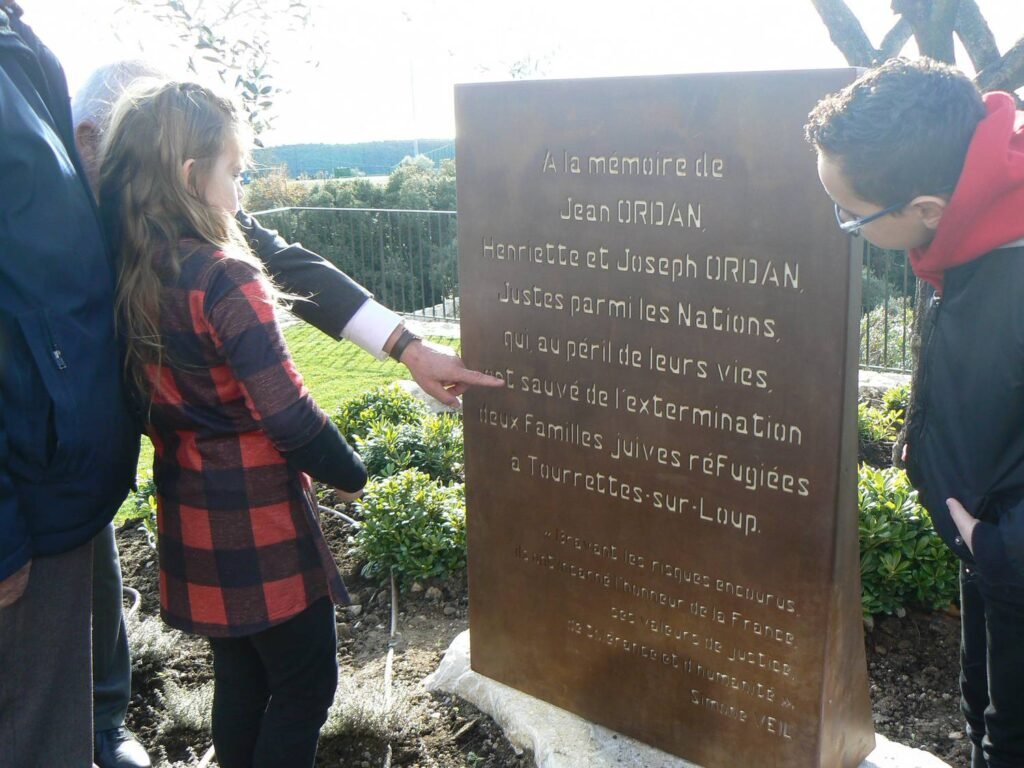 A la mémoire de
Jean ORDAN,
Henriette et Joseph ORDAN,
Justes parmi les Nations,
qui, au péril de leurs vies,
ont sauvé de l'extermination
deux Familles juives réfugiées
à Tourrettes-sur-Loup.
les risques encourus,
incarné l'honneur de la France,
ses valeurs de justice,
de tolérance et d'humanité ».
Simone VEIL